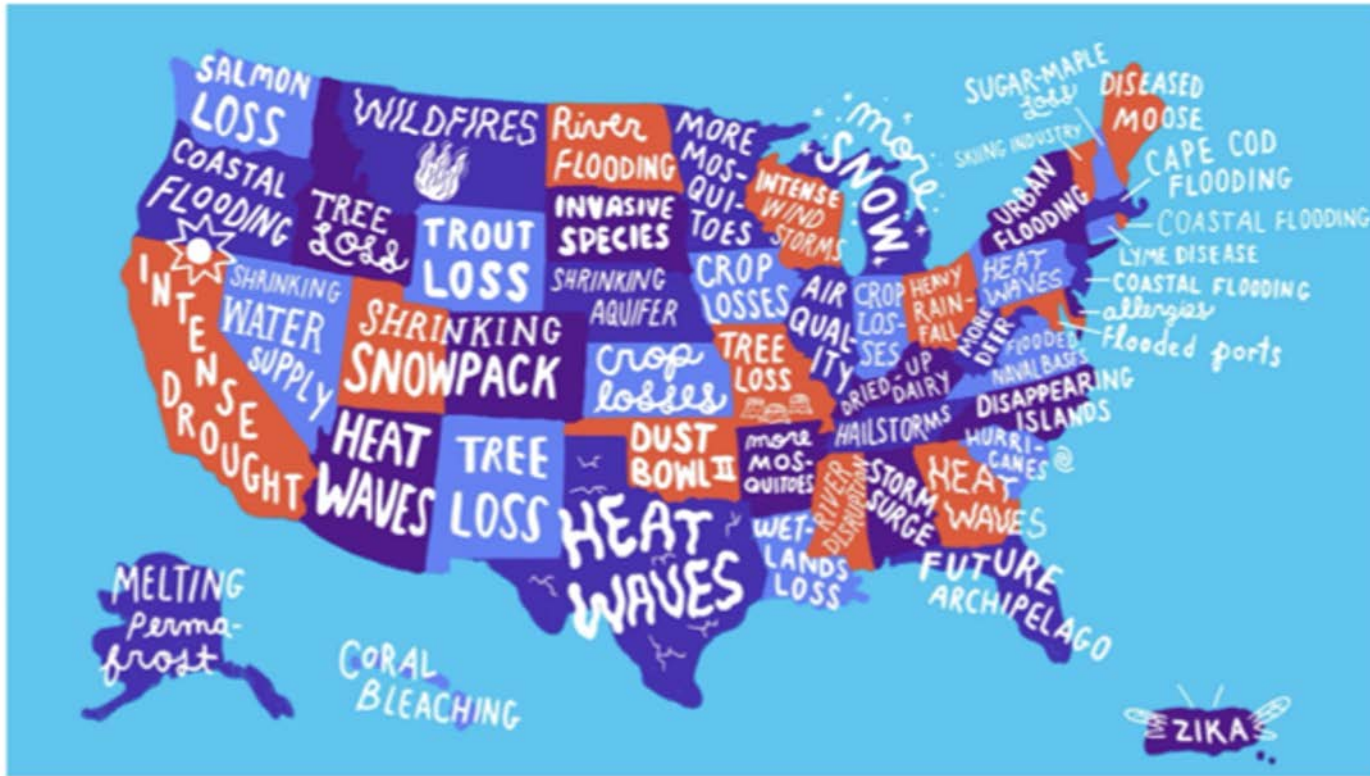 SALMON
LOSS
COASTAL
FLOODING
INTENSE
DROUGHT
SHRINKING
WATER
SUPPLY
TREE
LOSS
WILDFIRES
TROUT
LOSS
SHRINKING
SNOWPACK
HEAT
WAVES
TREE
LOSS
River
FLOODING
INVASIVE
SPECIES
SHRINKING
AQUIFER
crop
losses
DUST
BOWL II
HEAT
WAVES
MORE
MOS-
QUI-
TOES
CROP
LOSSES
TREE
LOSS
more
MOS-
QUITOES
WET-
LANDS
LOSS
INTENSE
WIND
STORMS
more
SNOW
AIR
QUAL-
ITY
CROP
LOS-
SES
HEAVY
RAIN-
FALL
DRIED-UP
DAIRY
HAILSTORMS
RIVER
DISRUPTION
STORM
SURGE
HEAT
WAVES
FUTURE
ARCHIPELAGO
HURRI-
CANES
DISAPPEARING
ISLANDS
FLOODED
NAVAL BASES
MORE
DEER
HEAT
WAVES
URBAN
FLOODING
SKIING INDUSTRY
SUGAR-MAPLE
Loss
DISEASED
MOOSE
CAPE COD
FLOODING
COASTAL FLOODING
LYME DISEASE
COASTAL FLOODING
allergies
Flooded ports
MELTING
Perma-
frost
CORAL
BLEACHING
ZIKA